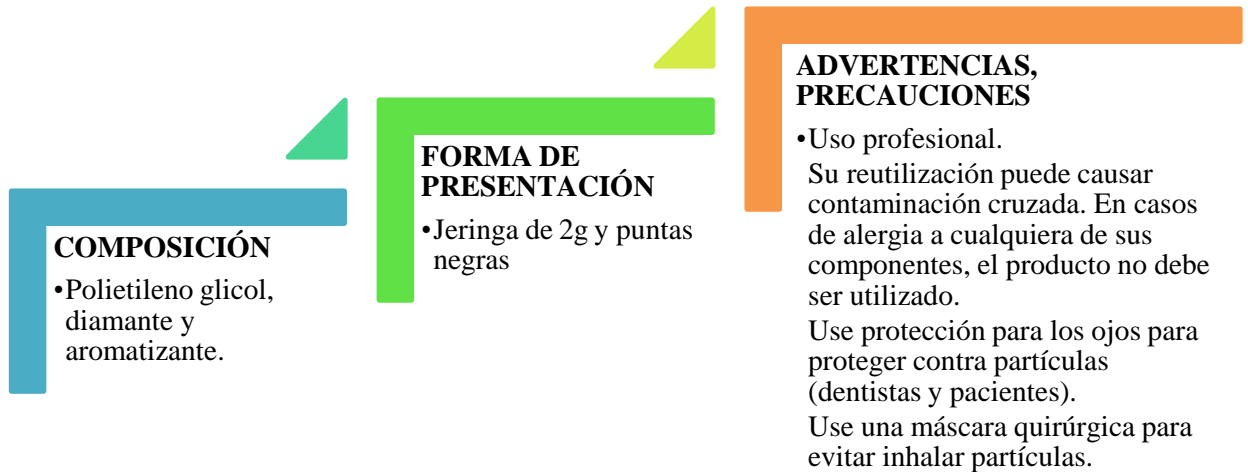 COMPOSICIÓN
•Polietileno glicol,
diamante y
aromatizante.
FORMA DE
PRESENTACIÓN
•Jeringa de 2g y puntas
negras
ADVERTENCIAS,
PRECAUCIONES
•Uso profesional.
Su reutilización puede causar
contaminación cruzada. En casos
de alergia a cualquiera de sus
componentes, el producto no debe
ser utilizado.
Use protección para los ojos para
proteger contra partículas
(dentistas y pacientes).
Use una máscara quirúrgica para
evitar inhalar partículas.